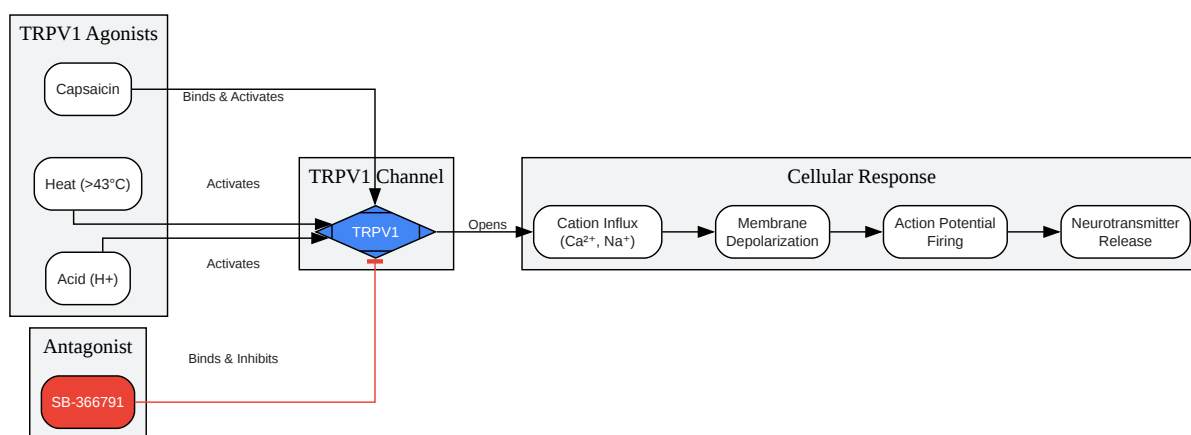 TRPV1 Agonists
Capsaicin
Binds & Activates
Heat (>43°C)
Activates
Acid (H+)
Activates
TRPV1 Channel
TRPV1
Opens
Cellular Response
Cation Influx
(Ca²⁺, Na⁺)
Membrane
Depolarization
Action Potential
Firing
Neurotransmitter
Release
Antagonist
SB-366791
Binds & Inhibits